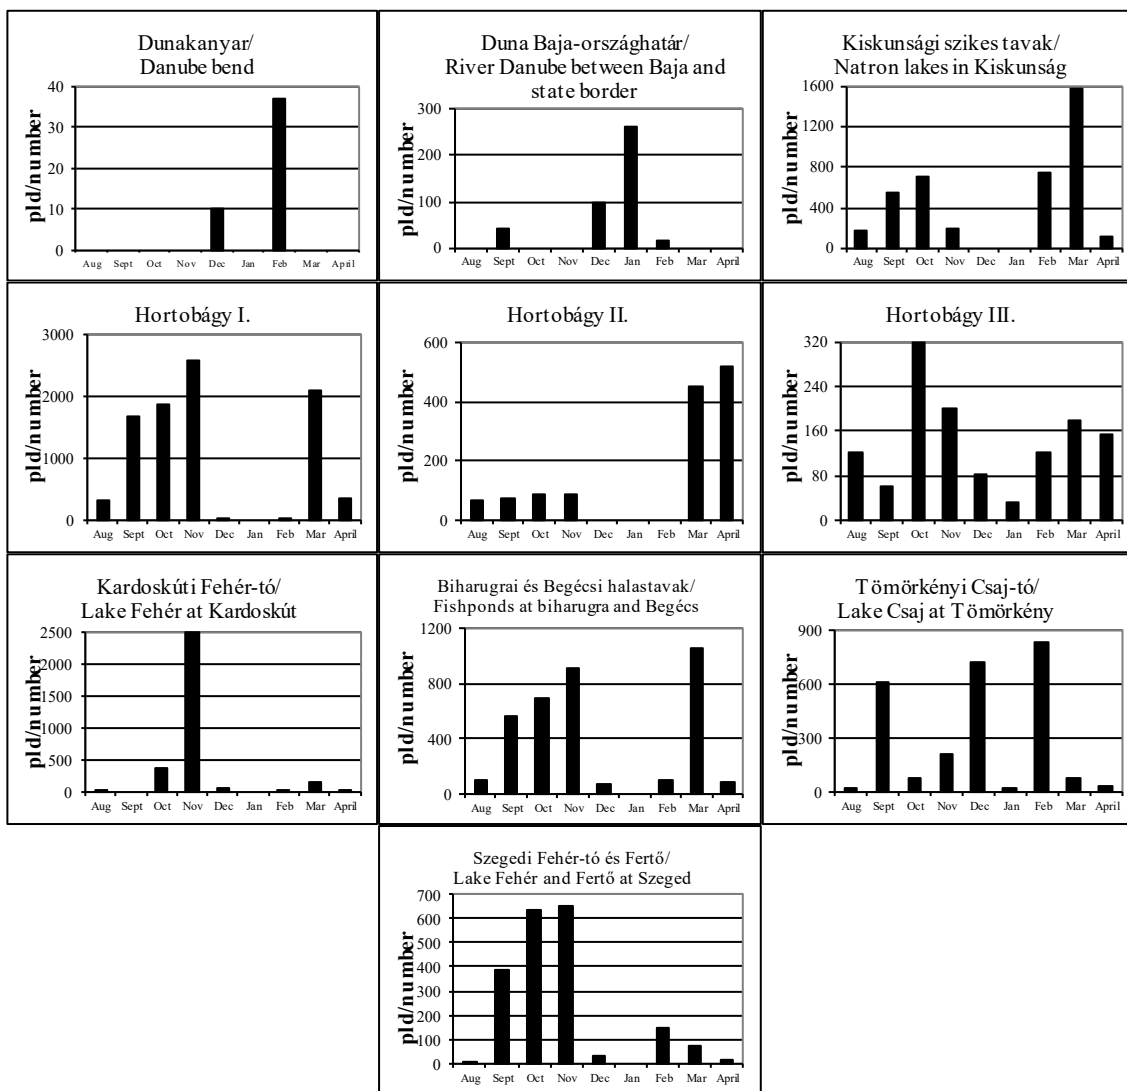 Dunakanyar/
Danube bend
pld/number
40
30
20
10
0
Aug Sept Oct Nov Dec Jan Feb Mar April
Duna Baja-országhatár/
River Danube between Baja and
state border
pld/number
300
200
100
0
Aug Sept Oct Nov Dec Jan Feb Mar April
Kiskunsági szikes tavak/
Natron lakes in Kiskunság
pld/number
1600
1200
800
400
0
Aug Sept Oct Nov Dec Jan Feb Mar April
Hortobágy I.
pld/number
3000
2000
1000
0
Aug Sept Oct Nov Dec Jan Feb Mar April
Hortobágy II.
pld/number
600
400
200
0
Aug Sept Oct Nov Dec Jan Feb Mar April
Hortobágy III.
pld/number
320
240
160
80
0
Aug Sept Oct Nov Dec Jan Feb Mar April
Kardoskúti Fehér-tó/
Lake Fehér at Kardoskút
pld/number
2500
2000
1500
1000
500
0
Aug Sept Oct Nov Dec Jan Feb Mar April
Biharugrai és Begécsi halastavak/
Fishponds at biharugra and Begécs
pld/number
1200
800
400
0
Aug Sept Oct Nov Dec Jan Feb Mar April
Tömörkényi Csaj-tó/
Lake Csaj at Tömörkény
pld/number
900
600
300
0
Aug Sept Oct Nov Dec Jan Feb Mar April
Szegedi Fehér-tó és Fertő/
Lake Fehér and Fertő at Szeged
pld/number
700
600
500
400
300
200
100
0
Aug Sept Oct Nov Dec Jan Feb Mar April